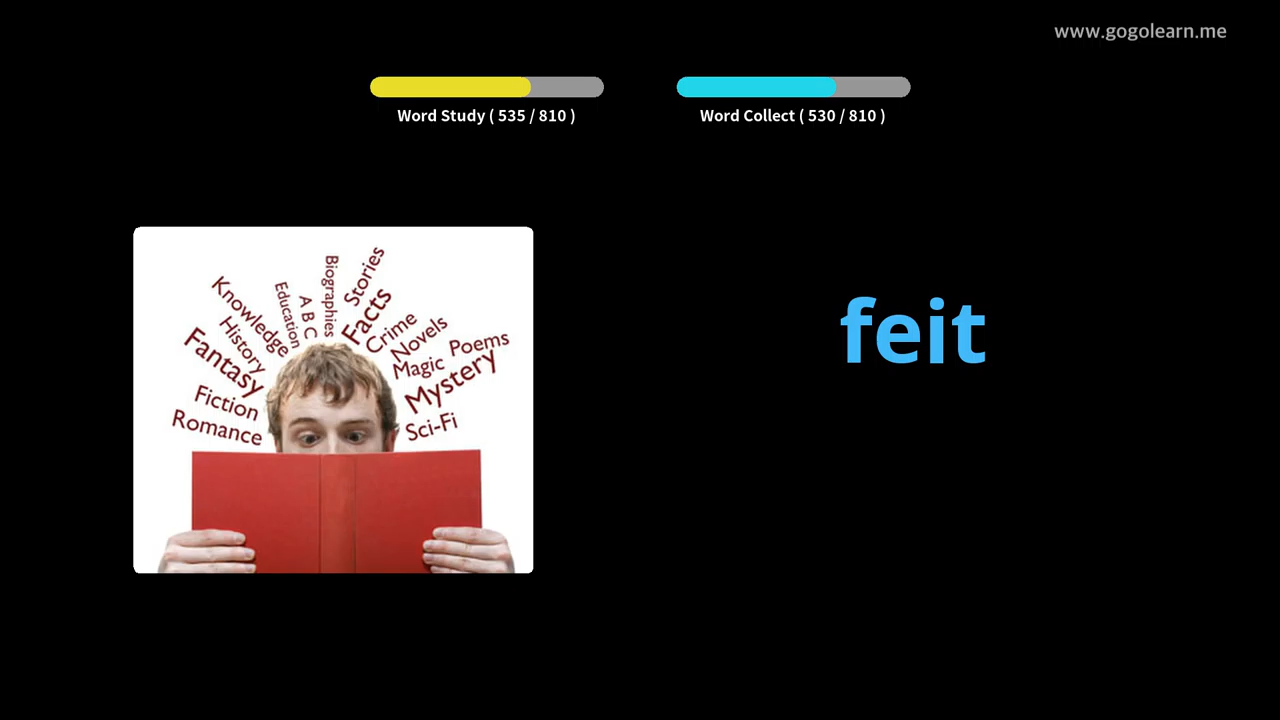 www.gogolearn.me
Word Study ( 535 / 810 )
Word Collect ( 530 / 810 )
feit
Romance
Fiction
Fantasy
History
Knowledge
Education
A B C
Biographies
Stories
Facts
Crime
Novels
Magic
Poems
Mystery
Sci-Fi